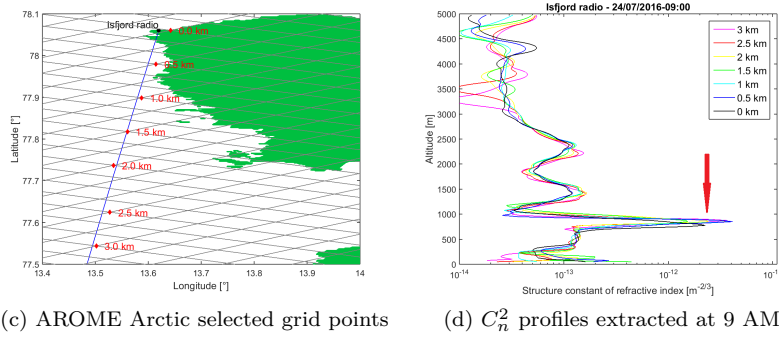 78.1
78
77.9
77.8
77.7
77.6
77.5
13.4 13.5 13.6 13.7 13.8 13.9 14
Latitude [°]
Longitude [°]
Isfjord radio
0.0 km
0.5 km
1.0 km
1.5 km
2.0 km
2.5 km
3.0 km
(c) AROME Arctic selected grid points
Isfjord radio - 24/07/2016-09:00
5000
4500
4000
3500
3000
2500
2000
1500
1000
500
0
Altitude [m]
10^-14 10^-13 10^-12 10^-1
Structure constant of refractive index [m^-2/3]
3 km
2.5 km
2 km
1.5 km
1 km
0.5 km
0 km
(d) C_n^2 profiles extracted at 9 AM